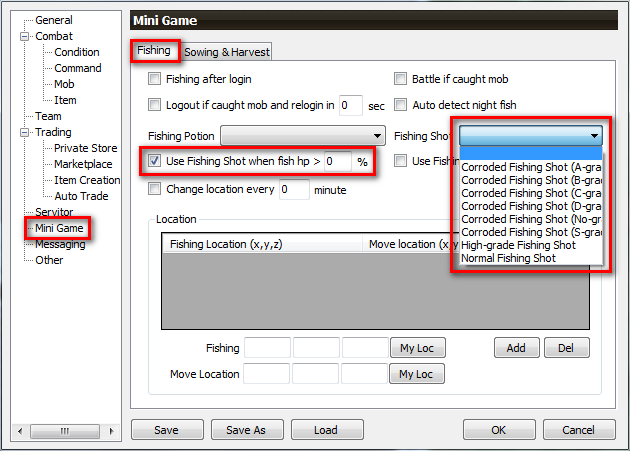 General
Combat
Condition
Command
Mob
Item
Team
Trading
Private Store
Marketplace
Item Creation
Auto Trade
Servitor
Mini Game
Messaging
Other
Mini Game
Fishing
Sowing & Harvest
Fishing after login
Battle if caught mob
Logout if caught mob and relogin in 0 sec
Auto detect night fish
Fishing Potion
Fishing Shot
Use Fishing Shot when fish hp > 0 %
Use Fishin
Change location every 0 minute
Corroded Fishing Shot (A-gra
Corroded Fishing Shot (B-gra
Corroded Fishing Shot (C-gra
Corroded Fishing Shot (D-gra
Corroded Fishing Shot (No-gr
Corroded Fishing Shot (S-gra
High-grade Fishing Shot
Normal Fishing Shot
Location
Fishing Location (x,y,z)
Move location (x,y
Fishing
My Loc
Add
Del
Move Location
My Loc
Save
Save As
Load
OK
Cancel